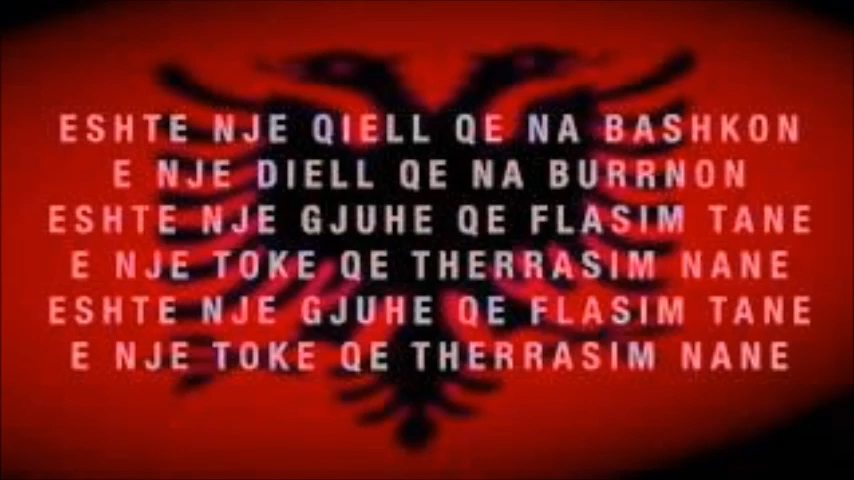 ESHTE NJE QIELL QE NA BASHKON
E NJE DIELL QE NA BURRNON
ESHTE NJE GJUHE QE FLASIM TANE
E NJE TOKE QE THERRASIM NANE
ESHTE NJE GJUHE QE FLASIM TANE
E NJE TOKE QE THERRASIM NANE